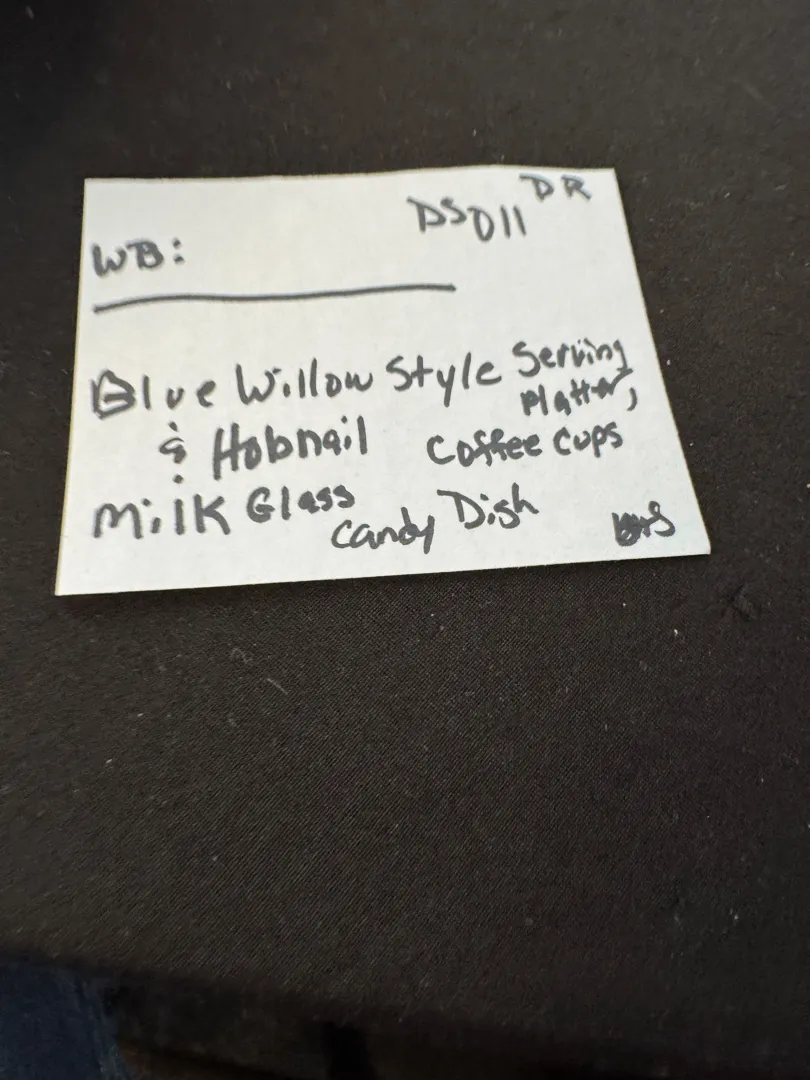 DS011 DR
WB:
Blue Willow Style Serving
Platter,
& Hobnail Coffee Cups
Milk Glass
Candy Dish